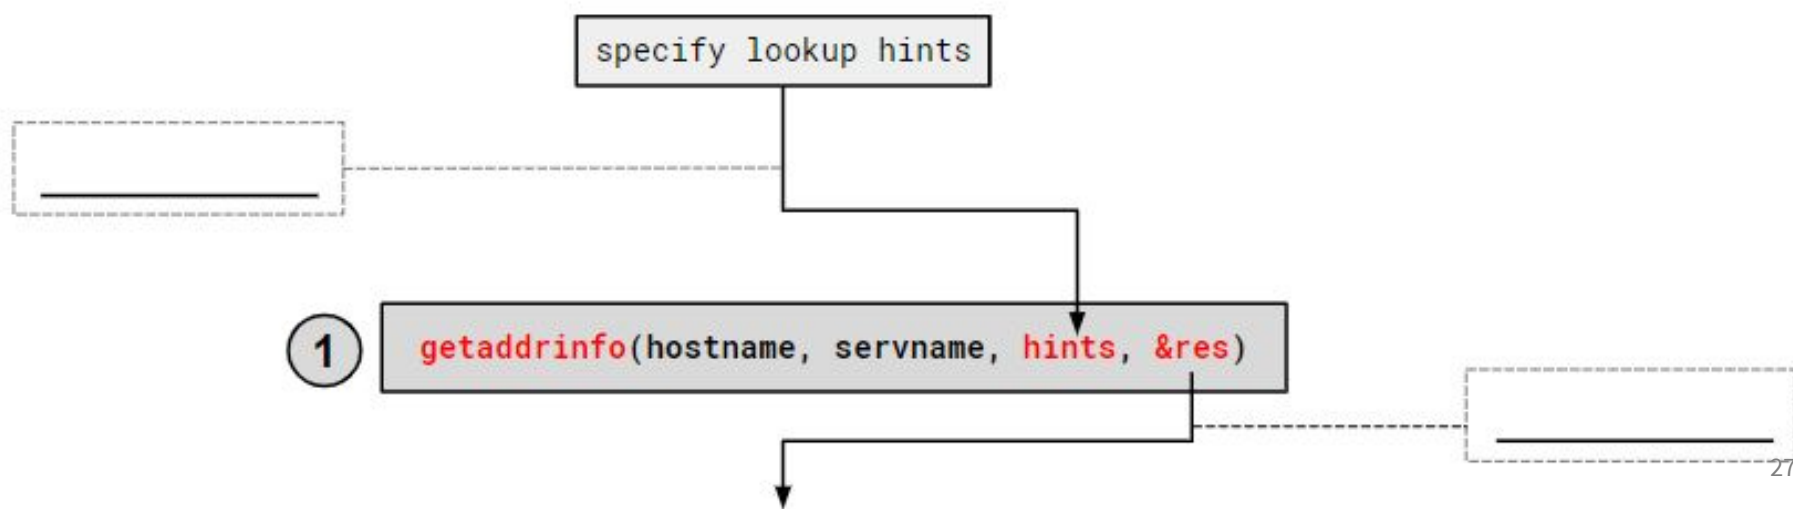 specify lookup hints
1
getaddrinfo(hostname, servname, hints, &res)
27